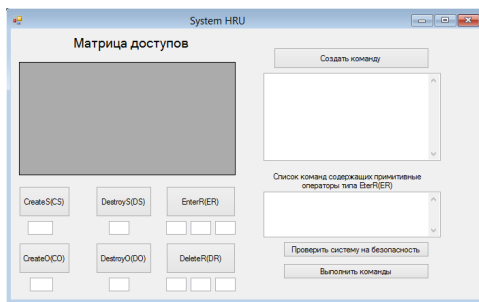 System HRU
Матрица доступов
Создать команду
Список команд содержащих примитивные
операторы типа EterR(ER)
CreateS(CS)
DestroyS(DS)
EnterR(ER)
CreateO(CO)
DestroyO(DO)
DeleteR(DR)
Проверить систему на безопасность
Выполнить команды